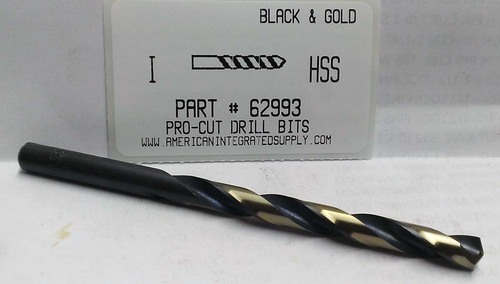 BLACK & GOLD
I HSS
PART # 62993
PRO-CUT DRILL BITS
WWW.AMERICANINTEGRATEDSUPPLY.COM